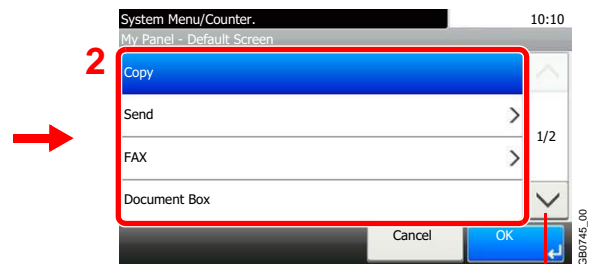 System Menu/Counter.
10:10
My Panel - Default Screen
2
Copy
Send
1/2
FAX
Document Box
Cancel
OK
GB0745_00